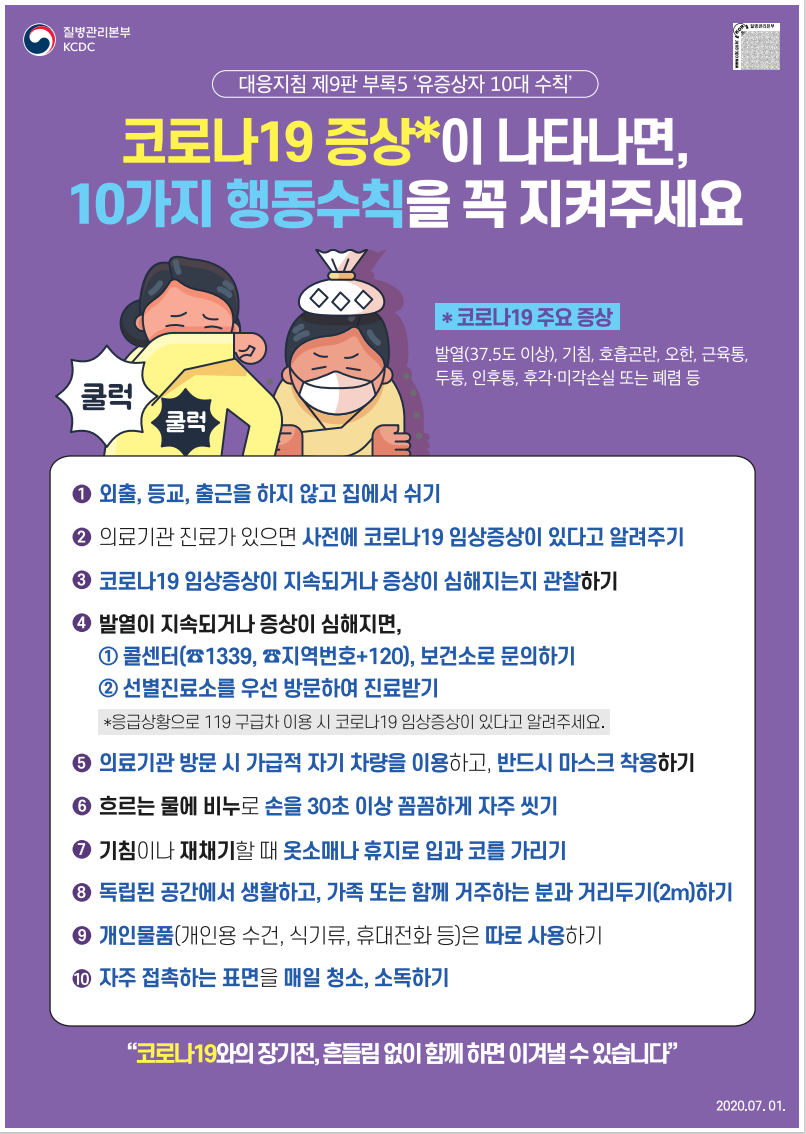 질병관리본부
KCDC
질병관리본부
www.cdc.go.kr
대응지침 제9판 부록5 ‘유증상자 10대 수칙’
코로나19 증상*이 나타나면,
10가지 행동수칙을 꼭 지켜주세요
* 코로나19 주요 증상
발열(37.5도 이상), 기침, 호흡곤란, 오한, 근육통,
두통, 인후통, 후각·미각손실 또는 폐렴 등
쿨럭
쿨럭
❶ 외출, 등교, 출근을 하지 않고 집에서 쉬기
❷ 의료기관 진료가 있으면 사전에 코로나19 임상증상이 있다고 알려주기
❸ 코로나19 임상증상이 지속되거나 증상이 심해지는지 관찰하기
❹ 발열이 지속되거나 증상이 심해지면,
① 콜센터(☎1339, ☎지역번호+120), 보건소로 문의하기
② 선별진료소를 우선 방문하여 진료받기
*응급상황으로 119 구급차 이용 시 코로나19 임상증상이 있다고 알려주세요.
❺ 의료기관 방문 시 가급적 자기 차량을 이용하고, 반드시 마스크 착용하기
❻ 흐르는 물에 비누로 손을 30초 이상 꼼꼼하게 자주 씻기
❼ 기침이나 재채기할 때 옷소매나 휴지로 입과 코를 가리기
❽ 독립된 공간에서 생활하고, 가족 또는 함께 거주하는 분과 거리두기(2m)하기
❾ 개인물품(개인용 수건, 식기류, 휴대전화 등)은 따로 사용하기
❿ 자주 접촉하는 표면을 매일 청소, 소독하기
“코로나19와의 장기전, 흔들림 없이 함께 하면 이겨낼 수 있습니다”
2020.07. 01.